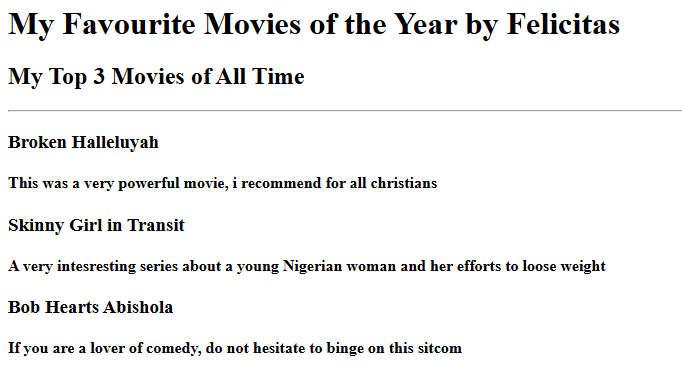 My Favourite Movies of the Year by Felicitas
My Top 3 Movies of All Time
Broken Halleluyah
This was a very powerful movie, i recommend for all christians
Skinny Girl in Transit
A very intesresting series about a young Nigerian woman and her efforts to loose weight
Bob Hearts Abishola
If you are a lover of comedy, do not hesitate to binge on this sitcom